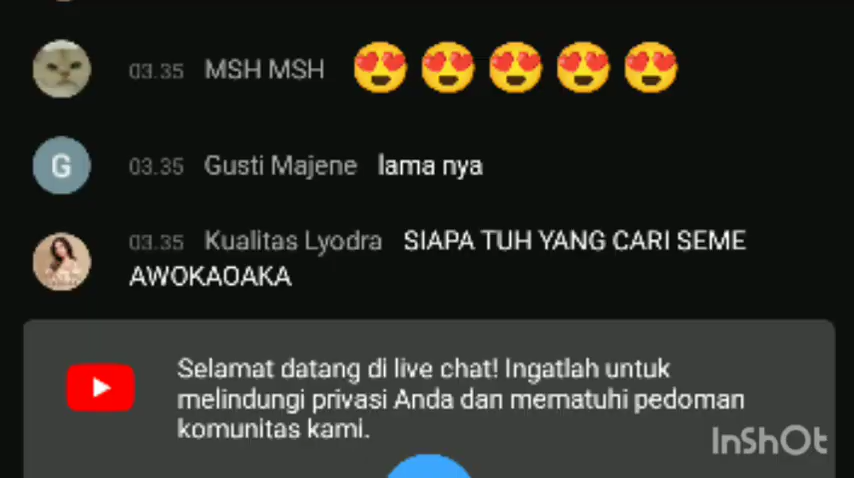 03.35 MSH MSH 😍😍😍😍😍
G 03.35 Gusti Majene lama nya
03.35 Kualitas Lyodra SIAPA TUH YANG CARI SEME
AWOKAOAKA
Selamat datang di live chat! Ingatlah untuk
melindungi privasi Anda dan mematuhi pedoman
komunitas kami.
InShOt